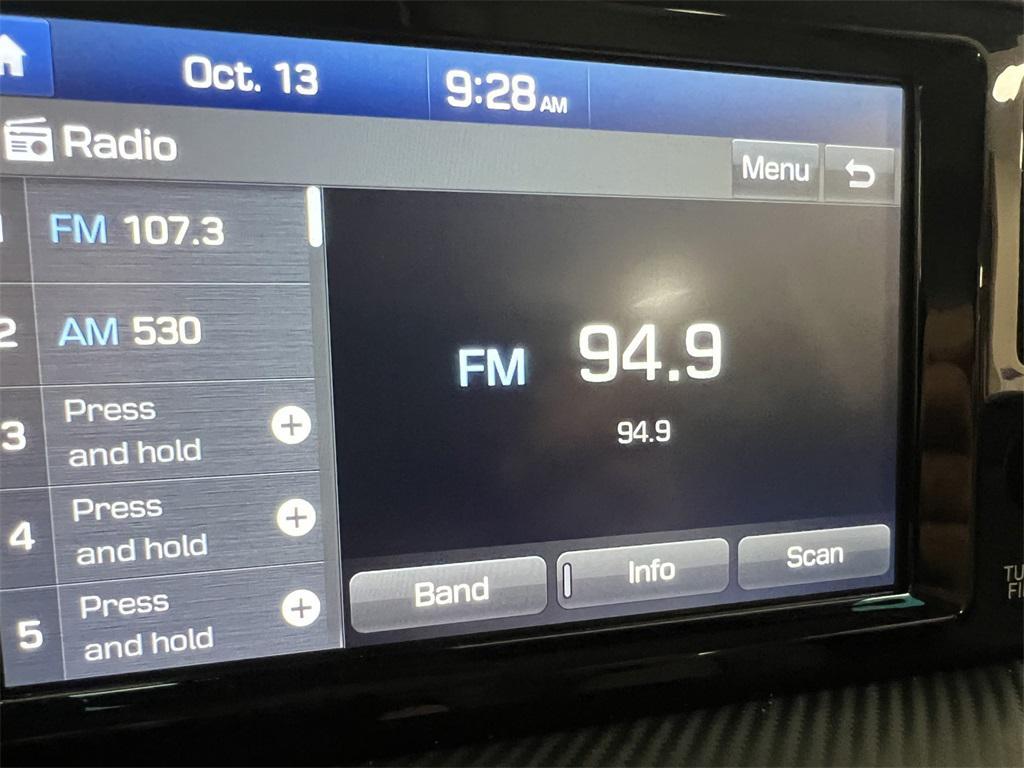 Oct. 13
9:28 AM
Radio
Menu
1 FM 107.3
2 AM 530
3 Press
and hold
4 Press
and hold
5 Press
and hold
FM 94.9
94.9
Band
Info
Scan